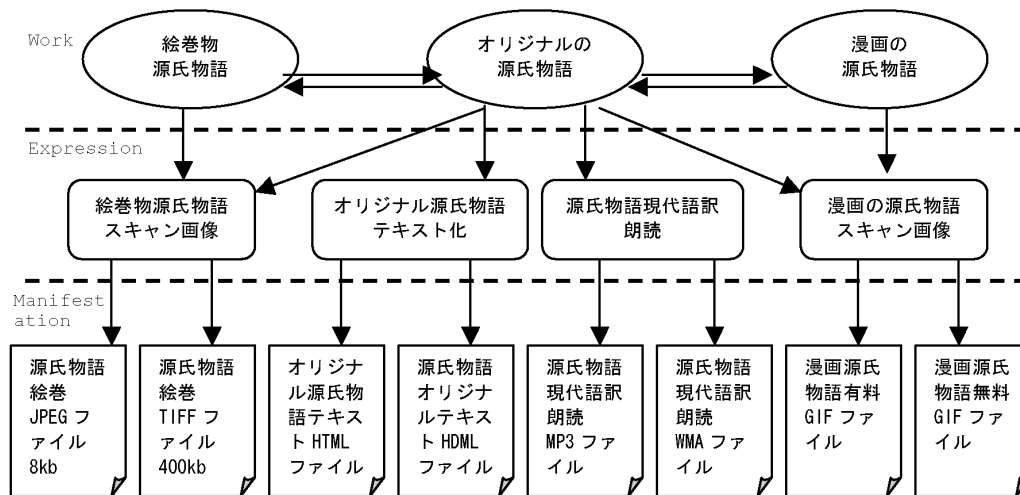 Work
絵巻物
源氏物語
オリジナルの
源氏物語
漫画の
源氏物語
Expression
絵巻物源氏物語
スキャン画像
オリジナル源氏物語
テキスト化
源氏物語現代語訳
朗読
漫画の源氏物語
スキャン画像
Manifest
ation
源氏物語
絵巻
JPEG フ
ァイル
8kb
源氏物語
絵巻
TIFF フ
ァイル
400kb
オリジナ
ル源氏物
語テキス
ト HTML
ファイル
源氏物語
オリジナ
ルテキス
ト HDML
ファイル
源氏物語
現代語訳
朗読
MP3 ファ
イル
源氏物語
現代語訳
朗読
WMA ファ
イル
漫画源氏
物語有料
GIF ファ
イル
漫画源氏
物語無料
GIF ファ
イル